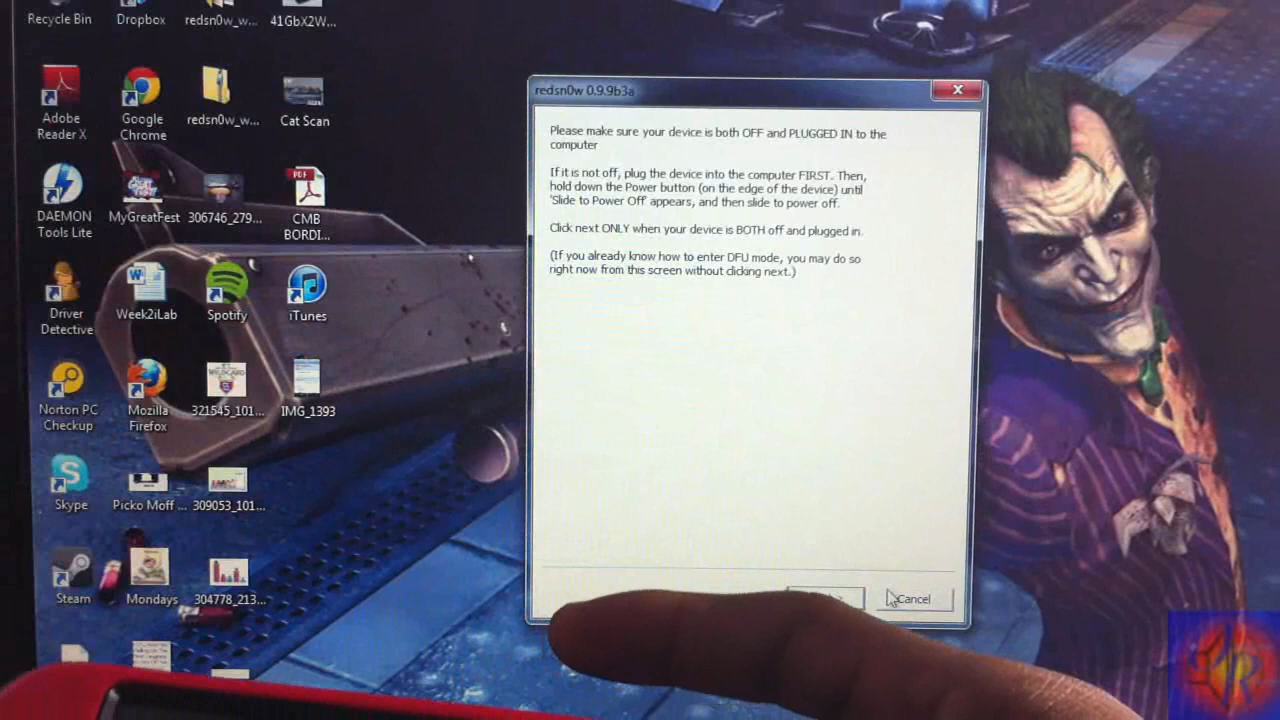 Recycle Bin
Dropbox
redsn0w_w...
41GbX2W...
Adobe
Reader X
Google
Chrome
redsn0w_w...
Cat Scan
DAEMON
Tools Lite
MyGreatFest
306746_279...
PDF
CMB
BORDI...
Driver
Detective
Week2iLab
Spotify
iTunes
Norton PC
Checkup
Mozilla
Firefox
321545_101...
IMG_1393
Skype
Picko Moff ...
309053_101...
Steam
Mondays
304778_213...
redsn0w 0.9.9b3a
Please make sure your device is both OFF and PLUGGED IN to the
computer
If it is not off, plug the device into the computer FIRST. Then,
hold down the Power button (on the edge of the device) until
'Slide to Power Off' appears, and then slide to power off.
Click next ONLY when your device is BOTH off and plugged in.
(If you already know how to enter DFU mode, you may do so
right now from this screen without clicking next.)
Cancel